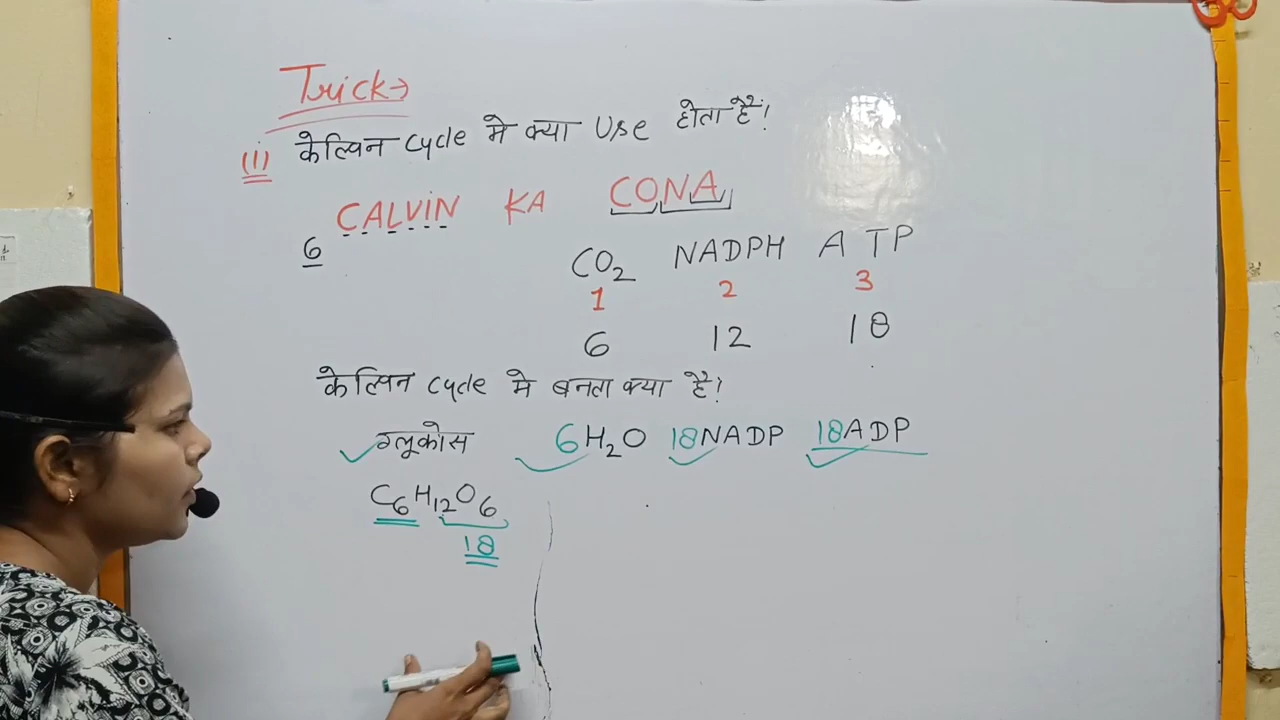 Trick→
(1) केल्विन Cycle मे क्या Use होता है!
CALVIN KA CONA
6
CO2 NADPH ATP
1 2 3
6 12 18
केल्विन Cycle मे बनता क्या है!
ग्लूकोस 6H2O 18NADP 18ADP
C6H12O6
18